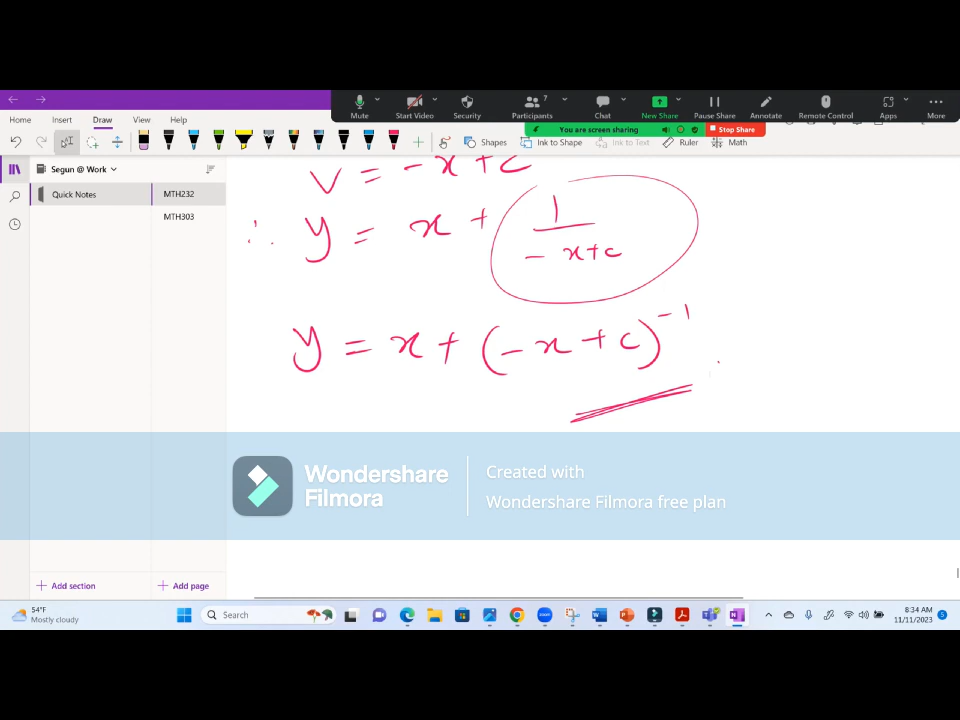 Mute
Start Video
Security
7
Participants
Chat
New Share
Pause Share
Annotate
Remote Control
Apps
More
You are screen sharing
Stop Share
Home
Insert
Draw
View
Help
Shapes
Ink to Shape
Ink to Text
Ruler
Math
Segun @ Work
Quick Notes
MTH232
MTH303
V = - x + c
∴ y = x + 1/(- x + c)
y = x + (- x + c)^-1
Wondershare
Filmora
Created with
Wondershare Filmora free plan
+ Add section
+ Add page
54°F
Mostly cloudy
Search
8:34 AM
11/11/2023
5